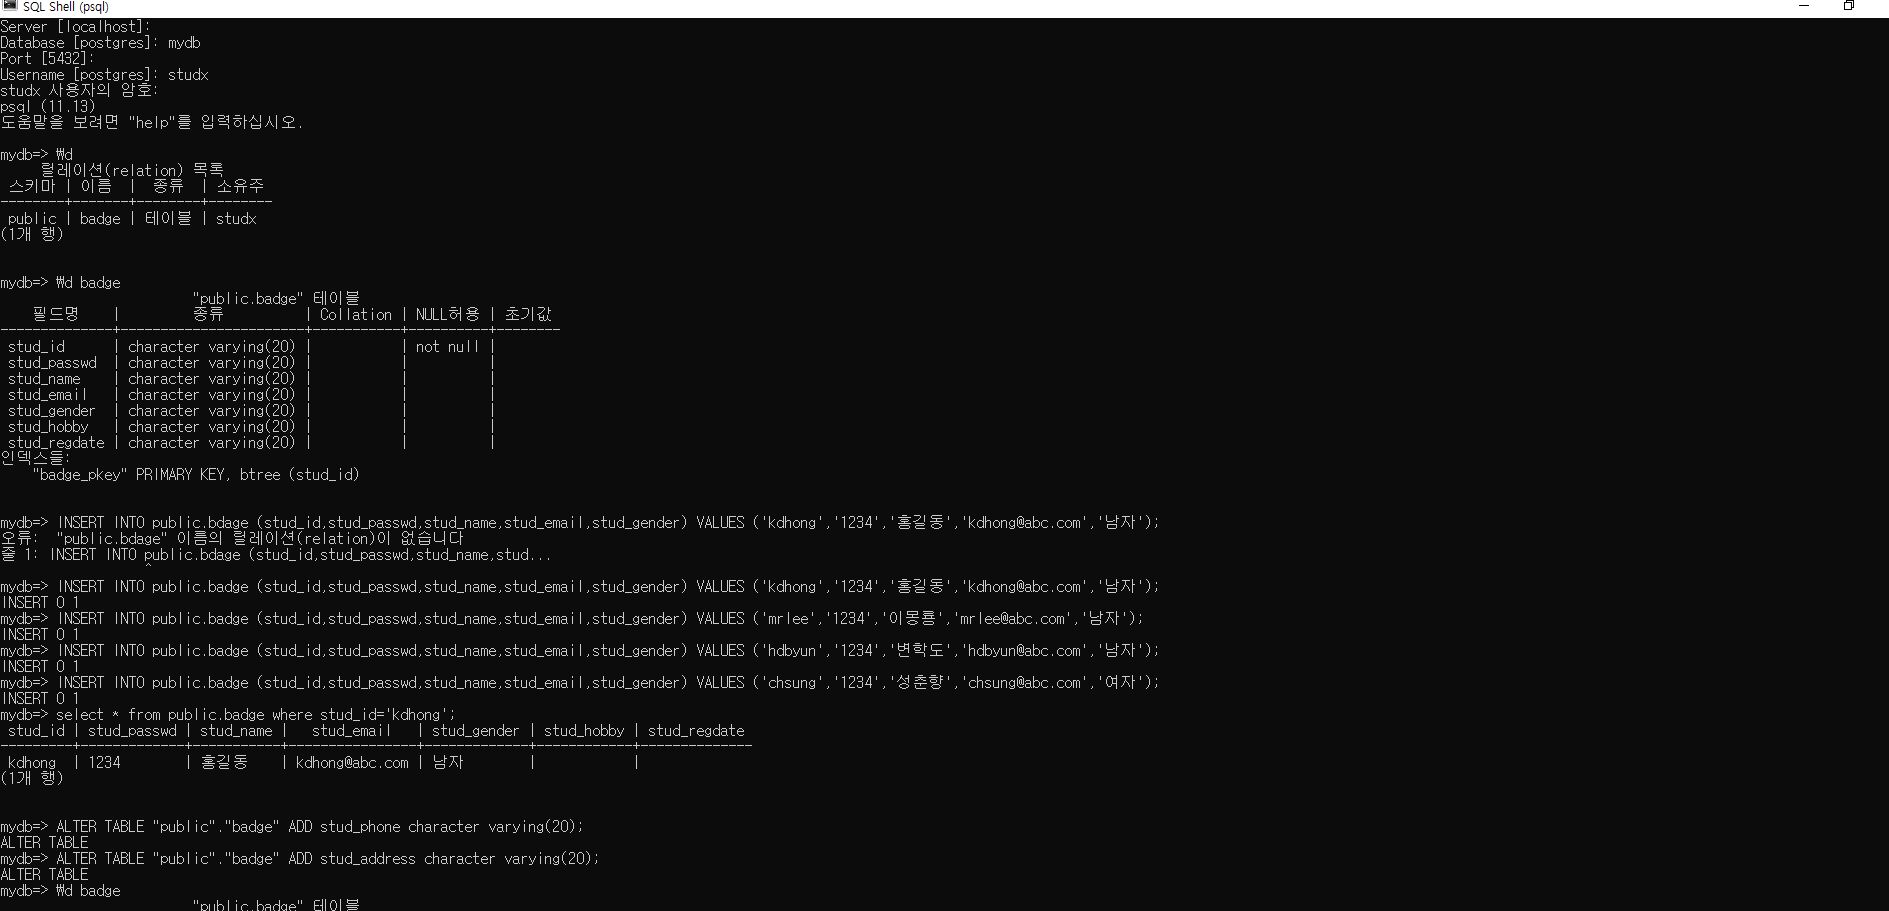 SQL Shell (psql)
Server [localhost]:
Database [postgres]: mydb
Port [5432]:
Username [postgres]: studx
studx 사용자의 암호:
psql (11.13)
도움말을 보려면 "help"를 입력하십시오.
mydb=> ₩d
릴레이션(relation) 목록
스키마 | 이름 | 종류 | 소유주
--------+-------+--------+--------
public | badge | 테이블 | studx
(1개 행)
mydb=> ₩d badge
"public.badge" 테이블
필드명 | 종류 | Collation | NULL허용 | 초기값
--------------+-----------------------+-----------+----------+--------
stud_id | character varying(20) | | not null |
stud_passwd | character varying(20) | | |
stud_name | character varying(20) | | |
stud_email | character varying(20) | | |
stud_gender | character varying(20) | | |
stud_hobby | character varying(20) | | |
stud_regdate | character varying(20) | | |
인덱스들:
"badge_pkey" PRIMARY KEY, btree (stud_id)
mydb=> INSERT INTO public.bdage (stud_id,stud_passwd,stud_name,stud_email,stud_gender) VALUES ('kdhong','1234','홍길동','kdhong@abc.com','남자');
오류:  "public.bdage" 이름의 릴레이션(relation)이 없습니다
줄 1: INSERT INTO public.bdage (stud_id,stud_passwd,stud_name,stud...
^
mydb=> INSERT INTO public.badge (stud_id,stud_passwd,stud_name,stud_email,stud_gender) VALUES ('kdhong','1234','홍길동','kdhong@abc.com','남자');
INSERT 0 1
mydb=> INSERT INTO public.badge (stud_id,stud_passwd,stud_name,stud_email,stud_gender) VALUES ('mrlee','1234','이몽룡','mrlee@abc.com','남자');
INSERT 0 1
mydb=> INSERT INTO public.badge (stud_id,stud_passwd,stud_name,stud_email,stud_gender) VALUES ('hdbyun','1234','변학도','hdbyun@abc.com','남자');
INSERT 0 1
mydb=> INSERT INTO public.badge (stud_id,stud_passwd,stud_name,stud_email,stud_gender) VALUES ('chsung','1234','성춘향','chsung@abc.com','여자');
INSERT 0 1
mydb=> select * from public.badge where stud_id='kdhong';
stud_id | stud_passwd | stud_name | stud_email | stud_gender | stud_hobby | stud_regdate
---------+-------------+-----------+----------------+-------------+------------+--------------
kdhong | 1234 | 홍길동 | kdhong@abc.com | 남자 | |
(1개 행)
mydb=> ALTER TABLE "public"."badge" ADD stud_phone character varying(20);
ALTER TABLE
mydb=> ALTER TABLE "public"."badge" ADD stud_address character varying(20);
ALTER TABLE
mydb=> ₩d badge
"public.badge" 테이블